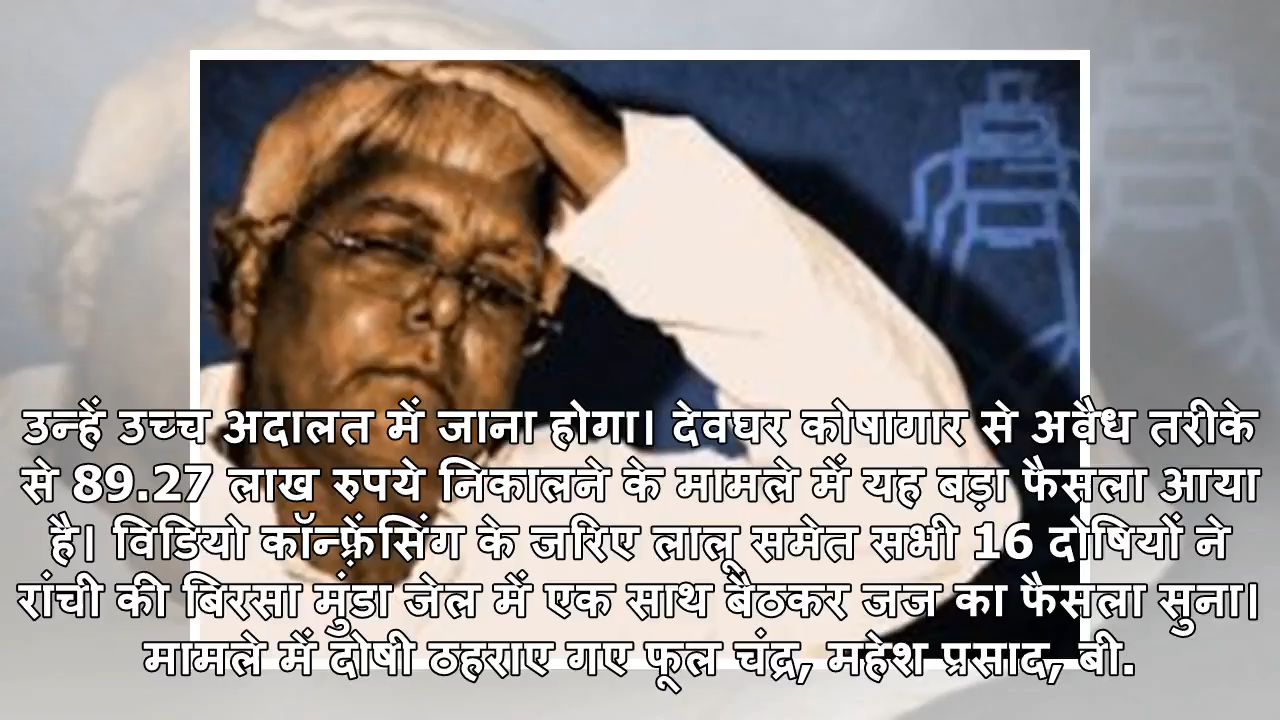 उन्हें उच्च अदालत में जाना होगा। देवघर कोषागार से अवैध तरीके
से 89.27 लाख रुपये निकालने के मामले में यह बड़ा फैसला आया
है। विडियो कॉन्फ़्रेंसिंग के जरिए लालू समेत सभी 16 दोषियों ने
रांची की बिरसा मुंडा जेल में एक साथ बैठकर जज का फैसला सुना।
मामले में दोषी ठहराए गए फूल चंद्र, महेश प्रसाद, बी.